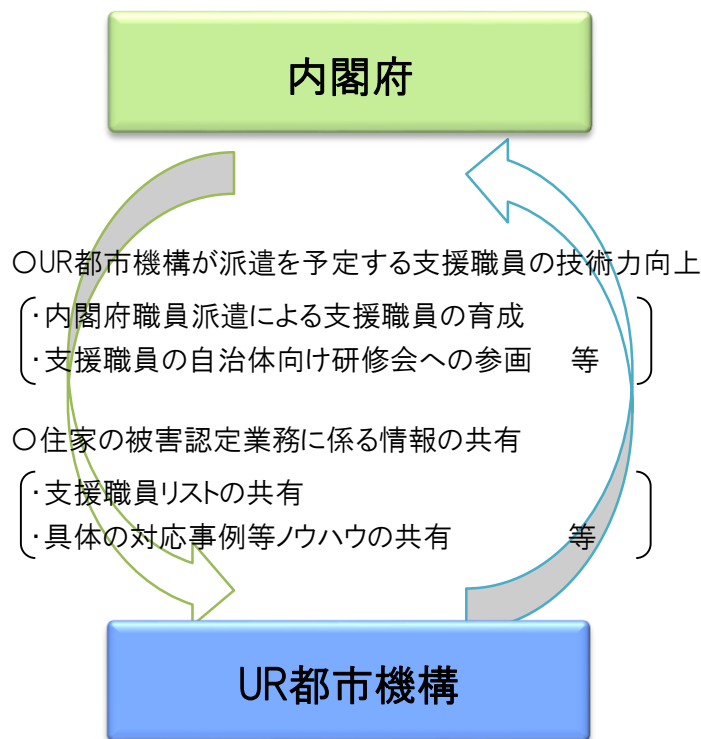 内閣府
〇UR都市機構が派遣を予定する支援職員の技術力向上
・内閣府職員派遣による支援職員の育成
・支援職員の自治体向け研修会への参画　等
〇住家の被害認定業務に係る情報の共有
・支援職員リストの共有
・具体の対応事例等ノウハウの共有　等
UR都市機構